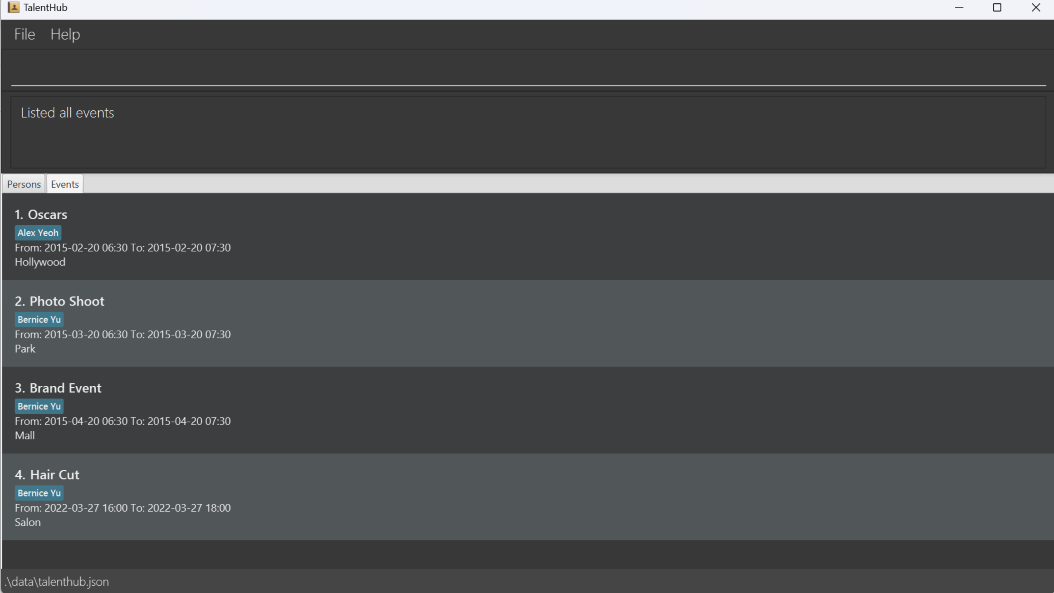 TalentHub
File Help
Listed all events
Persons Events
1. Oscars
Alex Yeoh
From: 2015-02-20 06:30 To: 2015-02-20 07:30
Hollywood
2. Photo Shoot
Bernice Yu
From: 2015-03-20 06:30 To: 2015-03-20 07:30
Park
3. Brand Event
Bernice Yu
From: 2015-04-20 06:30 To: 2015-04-20 07:30
Mall
4. Hair Cut
Bernice Yu
From: 2022-03-27 16:00 To: 2022-03-27 18:00
Salon
.\data\talenthub.json